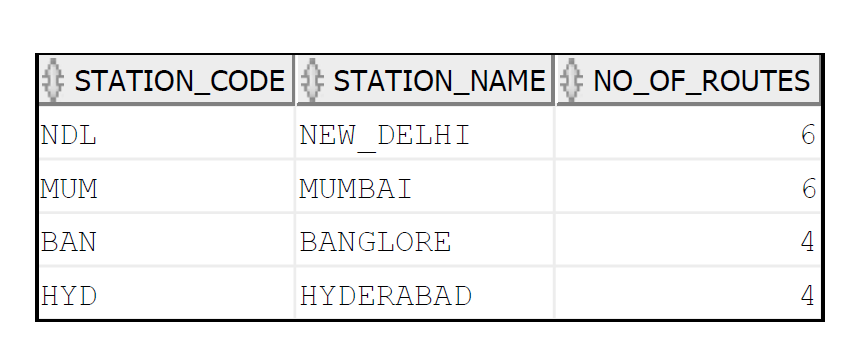 STATION_CODE STATION_NAME NO_OF_ROUTES
NDL NEW_DELHI 6
MUM MUMBAI 6
BAN BANGLORE 4
HYD HYDERABAD 4